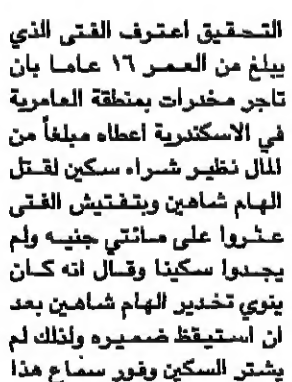 التحقيق اعترف الفتى الذي
يبلغ من العمر ١٦ عاما بان
تاجر مخدرات بمنطقة العامرية
في الاسكندرية اعطاه مبلغاً من
المال نظير شراء سكين لقتل
الهام شاهين وبتفتيش الفتى
عثروا على مائتي جنيه ولم
يجدوا سكينا وقال انه كان
ينوي تخدير الهام شاهين بعد
ان استيقظ ضميره ولذلك لم
يشتر السكين وفور سماع هذا